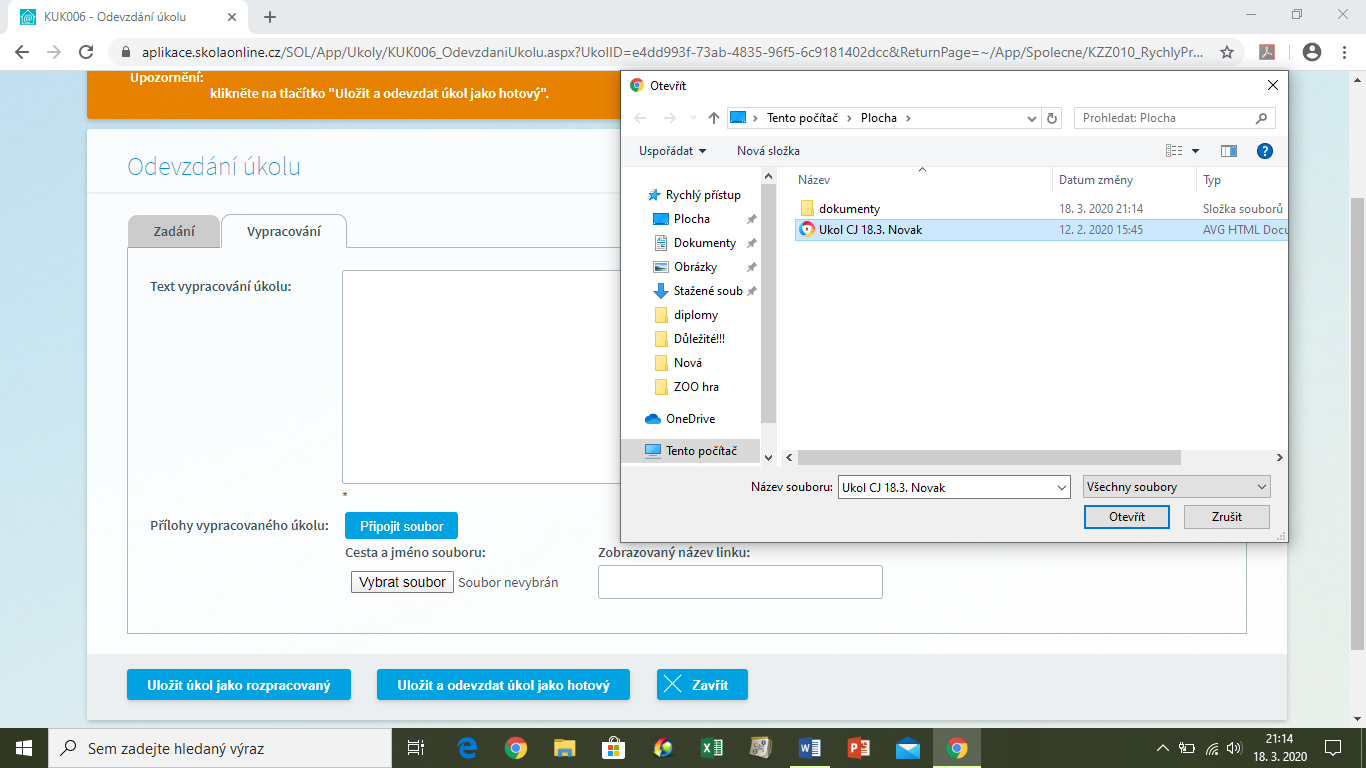 KUK006 - Odevzdání úkolu
aplikace.skolaonline.cz/SOL/App/Ukoly/KUK006_OdevzdaniUkolu.aspx?UkolID=e4dd993f-73ab-4835-96f5-6c9181402dcc&ReturnPage=~/App/Spolecne/KZZ010_RychlyPr...
Upozornění:
klikněte na tlačítko "Uložit a odevzdat úkol jako hotový".
Odevzdání úkolu
Zadání
Vypracování
Text vypracování úkolu:
*
Přílohy vypracovaného úkolu:
Připojit soubor
Cesta a jméno souboru:
Zobrazovaný název linku:
Vybrat soubor
Soubor nevybrán
Uložit úkol jako rozpracovaný
Uložit a odevzdat úkol jako hotový
Zavřít
Otevřít
Tento počítač
Plocha
Prohledat: Plocha
Uspořádat
Nová složka
Rychlý přístup
Plocha
Dokumenty
Obrázky
Stažené soub
diplomy
Důležité!!!
Nová
ZOO hra
OneDrive
Tento počítač
Název
Datum změny
Typ
dokumenty
18. 3. 2020 21:14
Složka souborů
Ukol CJ 18.3. Novak
12. 2. 2020 15:45
AVG HTML Docu
Název souboru:
Ukol CJ 18.3. Novak
Všechny soubory
Otevřít
Zrušit
Sem zadejte hledaný výraz
21:14
18. 3. 2020